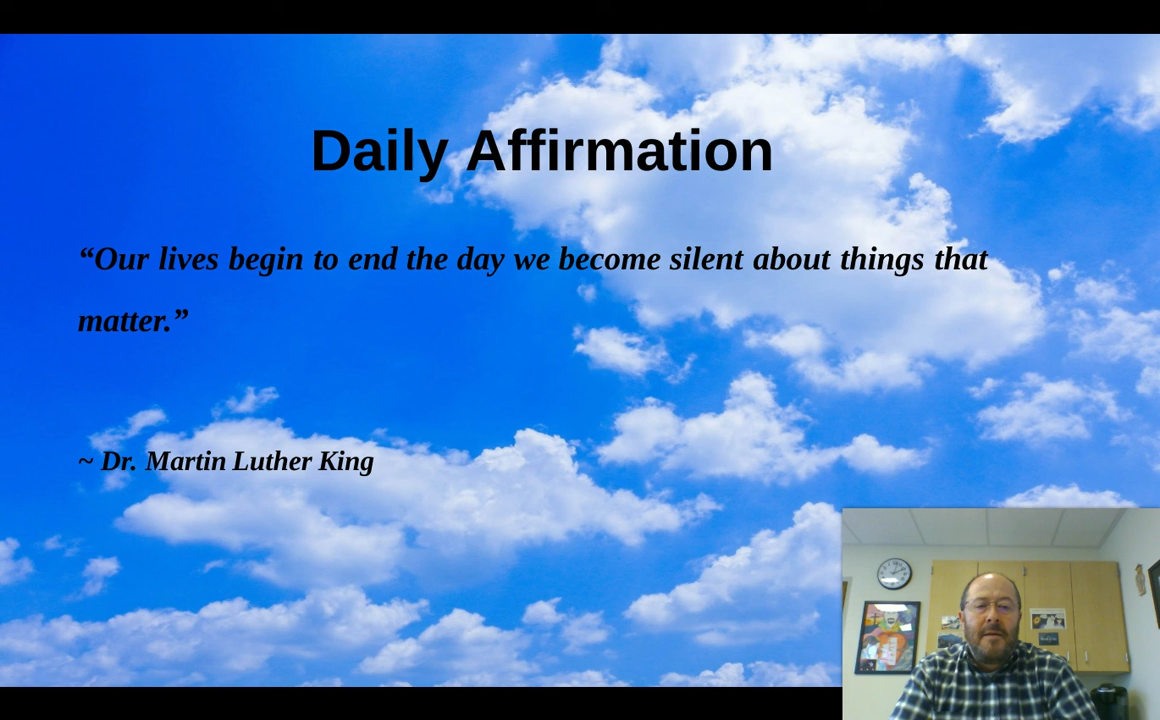 Daily Affirmation
“Our lives begin to end the day we become silent about things that
matter.”
~ Dr. Martin Luther King